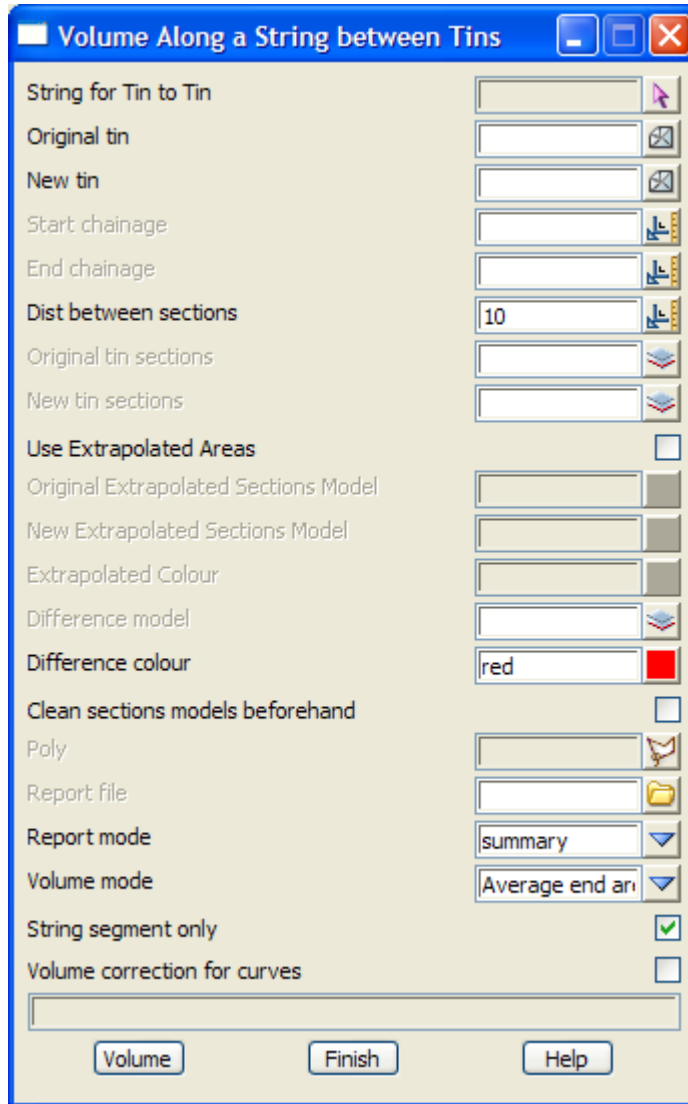 Volume Along a String between Tins
String for Tin to Tin
Original tin
New tin
Start chainage
End chainage
Dist between sections 10
Original tin sections
New tin sections
Use Extrapolated Areas
Original Extrapolated Sections Model
New Extrapolated Sections Model
Extrapolated Colour
Difference model
Difference colour red
Clean sections models beforehand
Poly
Report file
Report mode summary
Volume mode Average end
String segment only
Volume correction for curves
Volume Finish Help